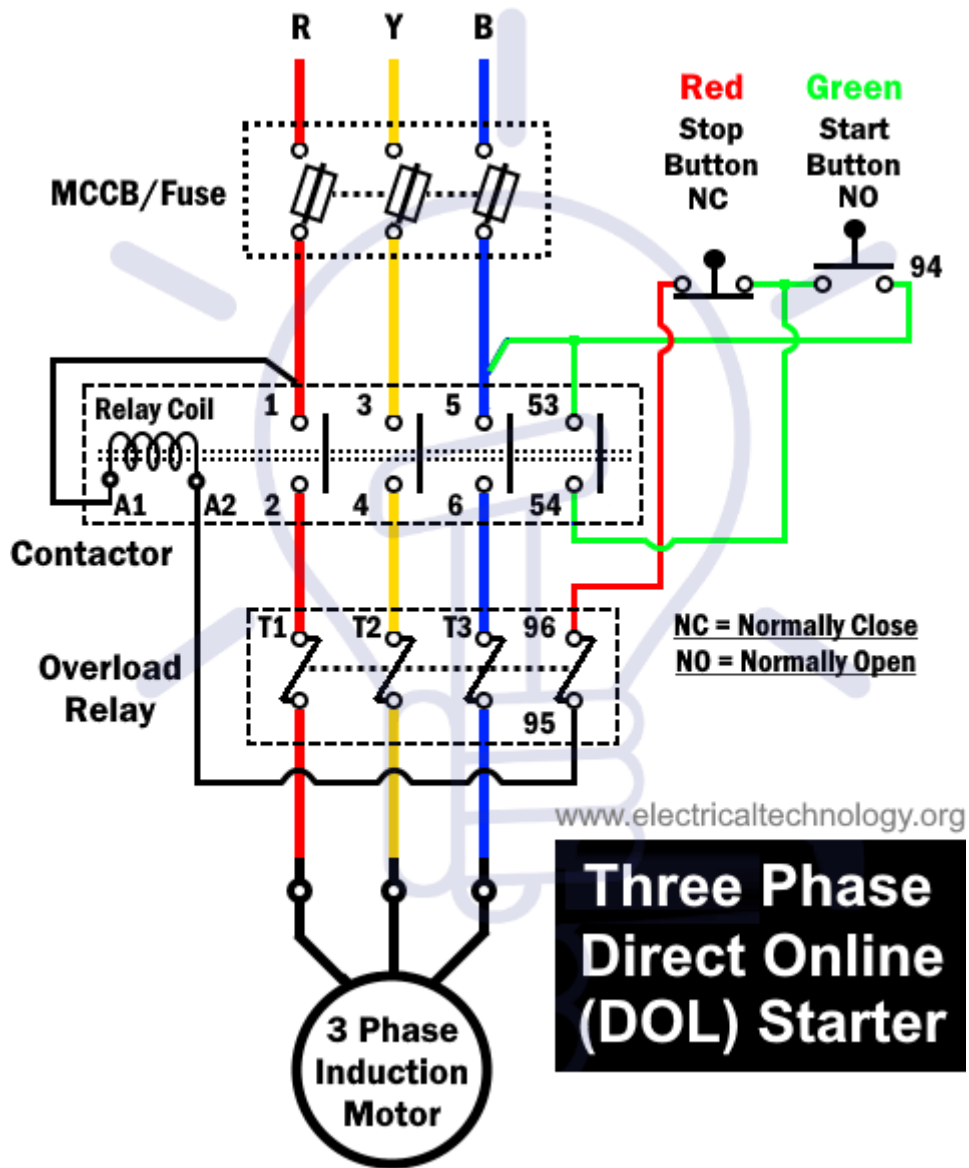 R Y B
Red Green
Stop Button NC
Start Button NO
MCCB/Fuse
94
Relay Coil 1 3 5 53
A1 A2 2 4 6 54
Contactor
T1 T2 T3 96
NC = Normally Close
NO = Normally Open
Overload
Relay
95
www.electricaltechnology.org
Three Phase
Direct Online
(DOL) Starter
3 Phase
Induction
Motor